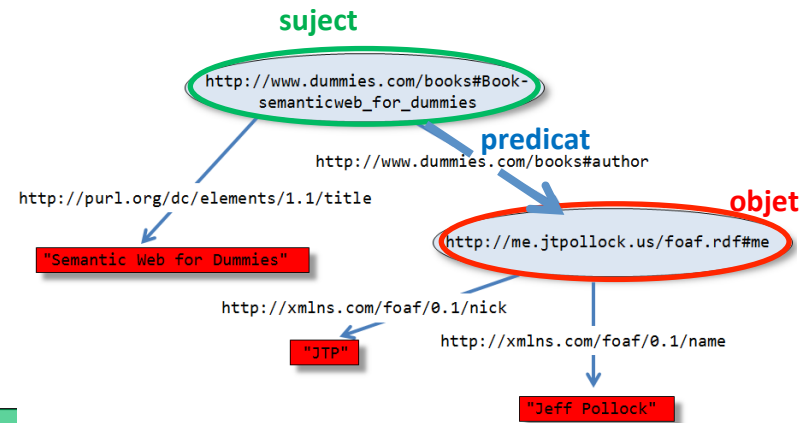 suject
http://www.dummies.com/books#Book-
semanticweb_for_dummies
predicat
http://www.dummies.com/books#author
http://purl.org/dc/elements/1.1/title
objet
http://me.jtpollock.us/foaf.rdf#me
"Semantic Web for Dummies"
http://xmlns.com/foaf/0.1/nick
http://xmlns.com/foaf/0.1/name
"JTP"
"Jeff Pollock"